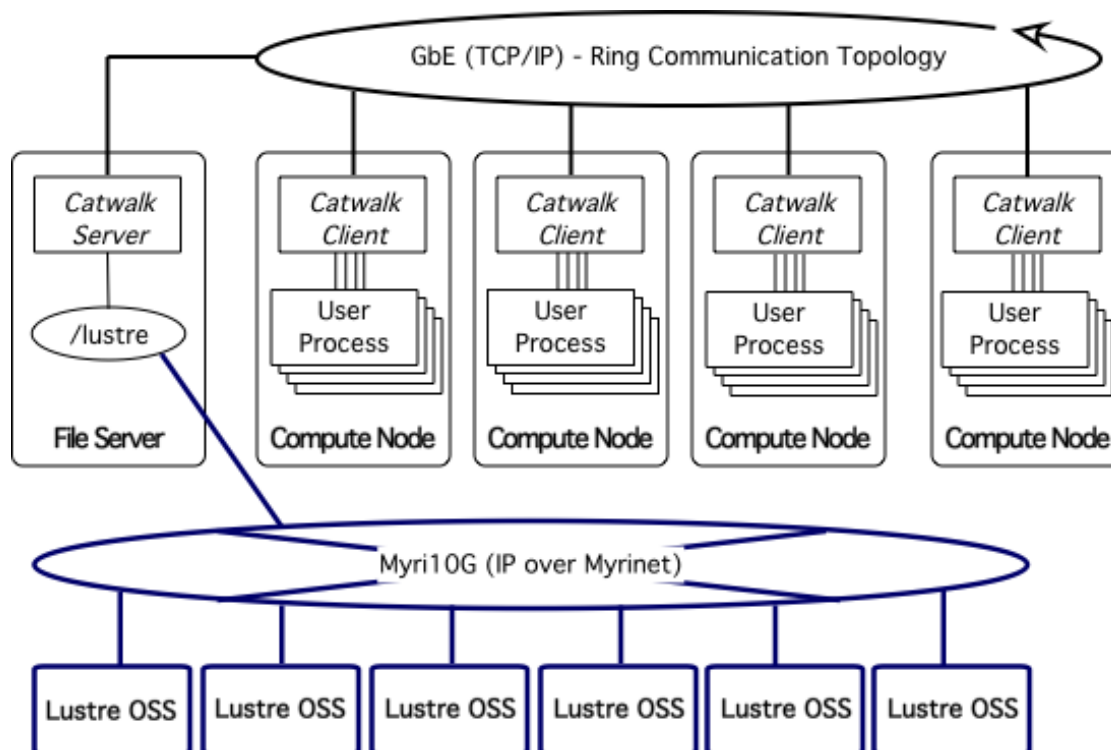 GbE (TCP/IP) - Ring Communication Topology
Catwalk
Server
/lustre
File Server
Catwalk
Client
User
Process
Compute Node
Catwalk
Client
User
Process
Compute Node
Catwalk
Client
User
Process
Compute Node
Catwalk
Client
User
Process
Compute Node
Myri10G (IP over Myrinet)
Lustre OSS
Lustre OSS
Lustre OSS
Lustre OSS
Lustre OSS
Lustre OSS